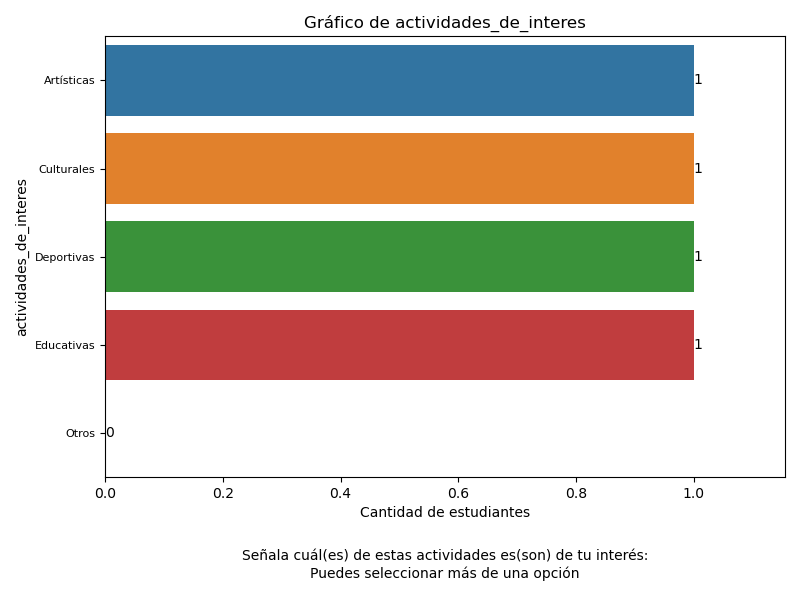 Gráfico de actividades_de_interes
actividades_de_interes
Artísticas
1
Culturales
1
Deportivas
1
Educativas
1
Otros
0
0.0 0.2 0.4 0.6 0.8 1.0
Cantidad de estudiantes
Señala cuál(es) de estas actividades es(son) de tu interés:
Puedes seleccionar más de una opción